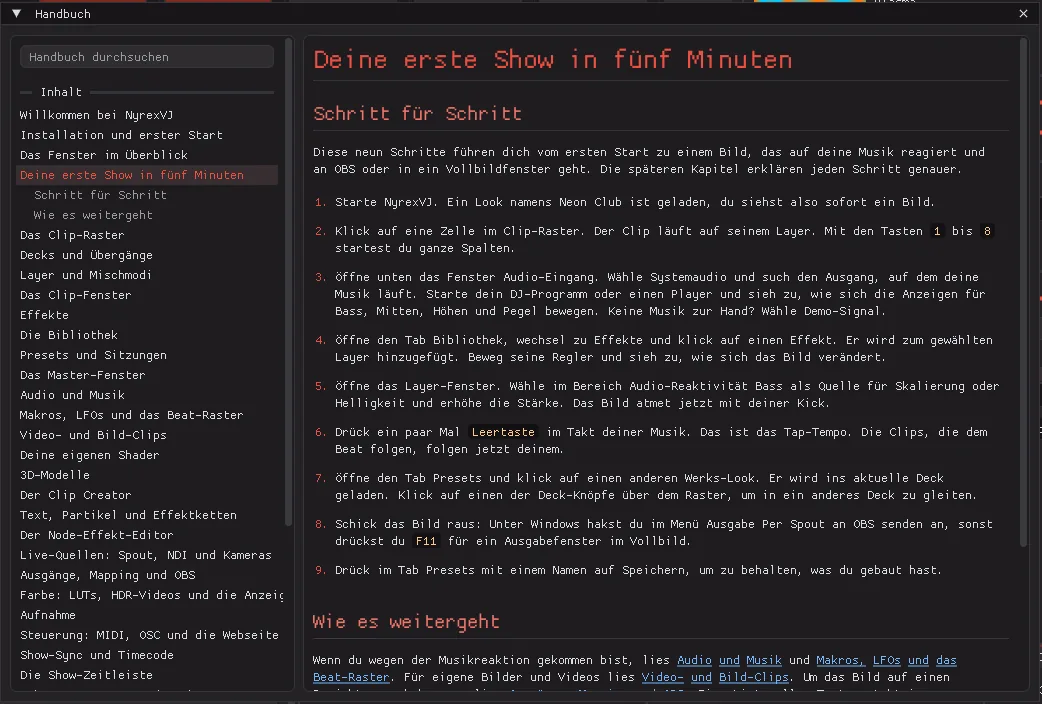 Handbuch
Handbuch durchsuchen
Inhalt
Willkommen bei NyrexVJ
Installation und erster Start
Das Fenster im Überblick
Deine erste Show in fünf Minuten
Schritt für Schritt
Wie es weitergeht
Das Clip-Raster
Decks und Übergänge
Layer und Mischmodi
Das Clip-Fenster
Effekte
Die Bibliothek
Presets und Sitzungen
Das Master-Fenster
Audio und Musik
Makros, LFOs und das Beat-Raster
Video- und Bild-Clips
Deine eigenen Shader
3D-Modelle
Der Clip Creator
Text, Partikel und Effektketten
Der Node-Effekt-Editor
Live-Quellen: Spout, NDI und Kameras
Ausgänge, Mapping und OBS
Farbe: LUTs, HDR-Videos und die Anzeig
Aufnahme
Steuerung: MIDI, OSC und die Webseite
Show-Sync und Timecode
Die Show-Zeitleiste
Deine erste Show in fünf Minuten
Schritt für Schritt
Diese neun Schritte führen dich vom ersten Start zu einem Bild, das auf deine Musik reagiert und
an OBS oder in ein Vollbildfenster geht. Die späteren Kapitel erklären jeden Schritt genauer.
1. Starte NyrexVJ. Ein Look namens Neon Club ist geladen, du siehst also sofort ein Bild.
2. Klick auf eine Zelle im Clip-Raster. Der Clip läuft auf seinem Layer. Mit den Tasten 1 bis 8
startest du ganze Spalten.
3. Öffne unten das Fenster Audio-Eingang. Wähle Systemaudio und such den Ausgang, auf dem deine
Musik läuft. Starte dein DJ-Programm oder einen Player und sieh zu, wie sich die Anzeigen für
Bass, Mitten, Höhen und Pegel bewegen. Keine Musik zur Hand? Wähle Demo-Signal.
4. Öffne den Tab Bibliothek, wechsel zu Effekte und klick auf einen Effekt. Er wird zum gewählten
Layer hinzugefügt. Beweg seine Regler und sieh zu, wie sich das Bild verändert.
5. Öffne das Layer-Fenster. Wähle im Bereich Audio-Reaktivität Bass als Quelle für Skalierung oder
Helligkeit und erhöhe die Stärke. Das Bild atmet jetzt mit deiner Kick.
6. Drück ein paar Mal Leertaste im Takt deiner Musik. Das ist das Tap-Tempo. Die Clips, die dem
Beat folgen, folgen jetzt deinem.
7. Öffne den Tab Presets und klick auf einen anderen Werks-Look. Er wird ins aktuelle Deck
geladen. Klick auf einen der Deck-Knöpfe über dem Raster, um in ein anderes Deck zu gleiten.
8. Schick das Bild raus: Unter Windows hakst du im Menü Ausgabe Per Spout an OBS senden an, sonst
drückst du F11 für ein Ausgabefenster im Vollbild.
9. Drück im Tab Presets mit einem Namen auf Speichern, um zu behalten, was du gebaut hast.
Wie es weitergeht
Wenn du wegen der Musikreaktion gekommen bist, lies Audio und Musik und Makros, LFOs und das
Beat-Raster. Für eigene Bilder und Videos lies Video- und Bild-Clips. Um das Bild auf einen